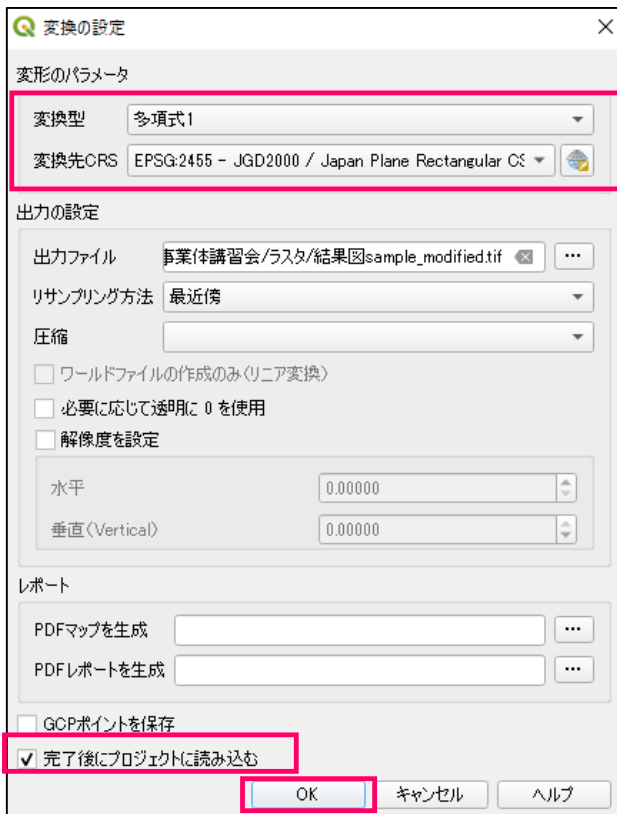 変換の設定
変形のパラメータ
変換型 多項式1
変換先CRS EPSG:2455 - JGD2000 / Japan Plane Rectangular CS
出力の設定
出力ファイル 事業体講習会/ラスタ/結果図sample_modified.tif ...
リサンプリング方法 最近傍
圧縮
ワールドファイルの作成のみ(リニア変換)
必要に応じて透明に 0 を使用
解像度を設定
水平 0.00000
垂直(Vertical) 0.00000
レポート
PDFマップを生成 ...
PDFレポートを生成 ...
GCPポイントを保存
完了後にプロジェクトに読み込む
OK キャンセル ヘルプ